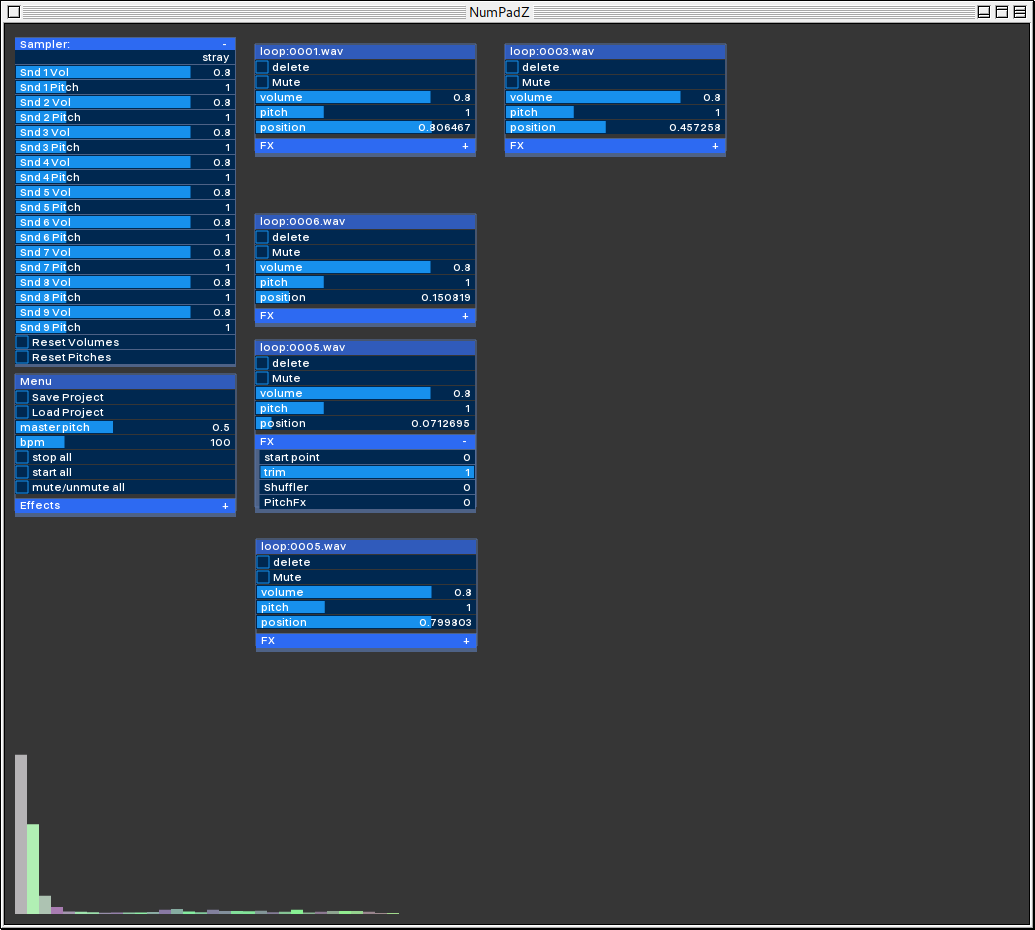 NumPadZ
Sampler: -
stray
Snd 1 Vol 0.8
Snd 1 Pitch 1
Snd 2 Vol 0.8
Snd 2 Pitch 1
Snd 3 Vol 0.8
Snd 3 Pitch 1
Snd 4 Vol 0.8
Snd 4 Pitch 1
Snd 5 Vol 0.8
Snd 5 Pitch 1
Snd 6 Vol 0.8
Snd 6 Pitch 1
Snd 7 Vol 0.8
Snd 7 Pitch 1
Snd 8 Vol 0.8
Snd 8 Pitch 1
Snd 9 Vol 0.8
Snd 9 Pitch 1
Reset Volumes
Reset Pitches
Menu
Save Project
Load Project
master pitch 0.5
bpm 100
stop all
start all
mute/unmute all
Effects +
loop:0001.wav
delete
Mute
volume 0.8
pitch 1
position 0.806467
FX +
loop:0003.wav
delete
Mute
volume 0.8
pitch 1
position 0.457258
FX +
loop:0006.wav
delete
Mute
volume 0.8
pitch 1
position 0.150819
FX +
loop:0005.wav
delete
Mute
volume 0.8
pitch 1
position 0.0712695
FX -
start point 0
trim 1
Shuffler 0
PitchFx 0
loop:0005.wav
delete
Mute
volume 0.8
pitch 1
position 0.799803
FX +